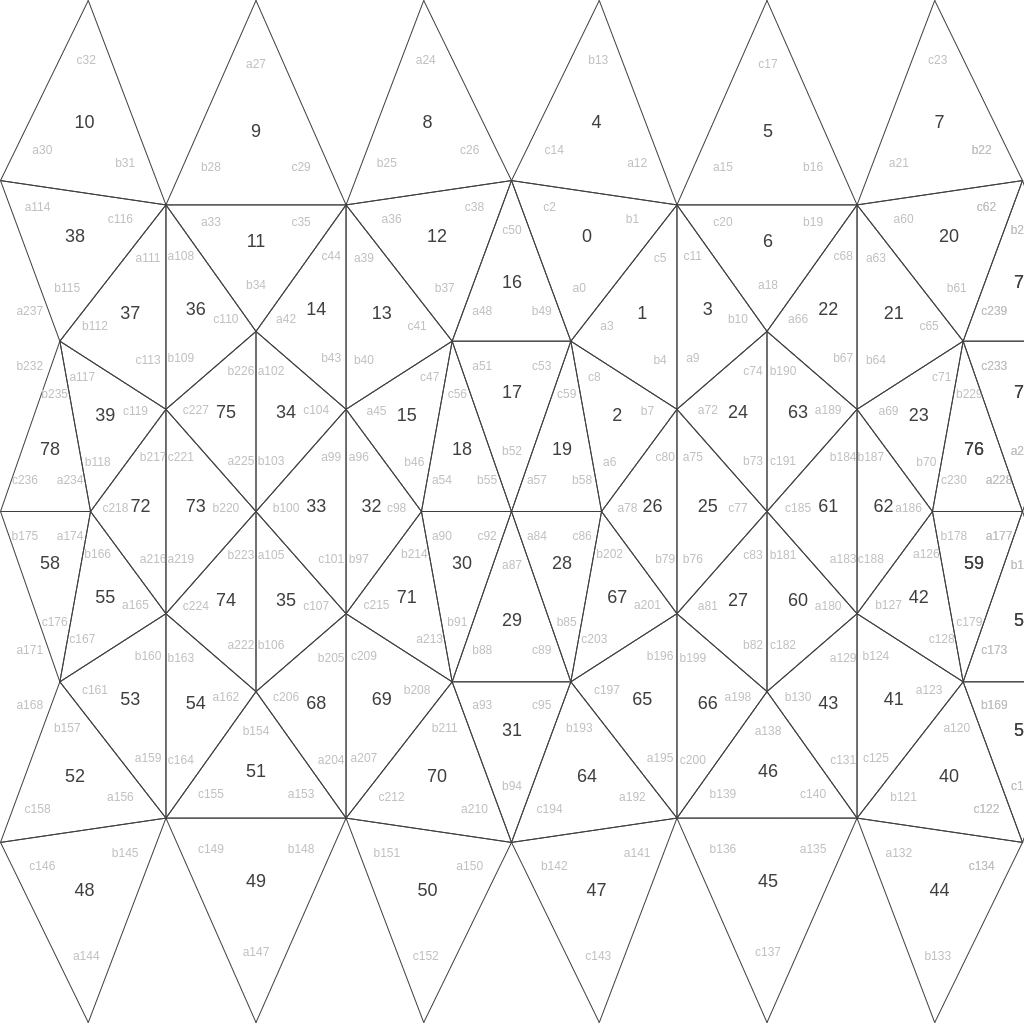 c32 a27 a24 b13 c17 c23
10 9 8 4 5 7
a30 b31 b28 c29 b25 c26 c14 a12 a15 b16 a21 b22
a114 c116 a33 c35 a36 c38 c2 b1 c20 b19 a60 c62
38 11 12 c50 0 6 20 b2
a111 a108 c44 a39 c5 c11 c68 a63
b115 b34 b37 16 a0 a18 b61 7
a237 b112 37 36 c110 a42 14 13 c41 a48 b49 a3 1 3 b10 a66 22 21 c65 c239
b232 a117 c113 b109 b226 a102 b43 b40 c47 a51 c53 c8 b4 a9 c74 b190 b67 b64 c71 c233
b235 39 c119 c227 75 34 c104 a45 15 c56 17 c59 2 b7 a72 24 63 a189 a69 23 b229 7
78 b118 b217 c221 a225 b103 a99 a96 b46 18 b52 19 a6 c80 a75 b73 c191 b184 b187 b70 76 a2
c236 a234 a54 b55 a57 b58 c230 a228
c218 72 73 b220 b100 33 32 c98 a78 26 25 c77 c185 61 62 a186
b175 a174 a90 c92 a84 c86 b178 a177
58 b166 a216 a219 b223 a105 c101 b97 b214 30 a87 28 b202 b79 b76 c83 b181 a183 c188 a126 59 b1
55 a165 c224 74 35 c107 c215 71 b91 29 b85 67 a201 a81 27 60 a180 b127 42 c179 5
c176 c167 a222 b106 a213 b88 c89 c203 b82 c182 c128
a171 b160 b163 b205 c209 b196 b199 a129 b124 c173
a168 c161 53 54 a162 c206 68 69 b208 a93 c95 c197 65 66 a198 b130 43 41 a123 b169
b157 b154 b211 31 b193 a138 a120 5
52 a159 c164 51 a204 a207 70 b94 64 a195 c200 46 c131 c125 40 c1
c158 a156 c155 a153 c212 a210 c194 a192 b139 c140 b121 c122
c146 b145 c149 b148 b151 a150 b142 a141 b136 a135 a132 c134
48 49 50 47 45 44
a144 a147 c152 c143 c137 b133